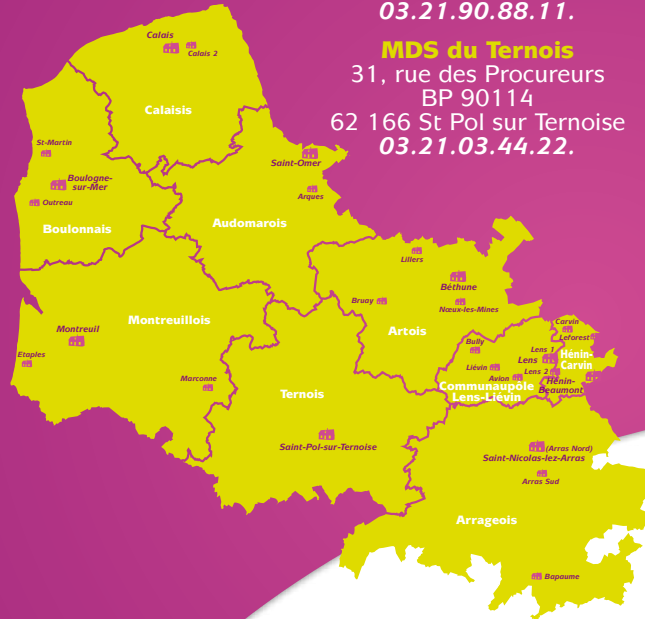 03.21.90.88.11.
MDS du Ternois
31, rue des Procureurs
BP 90114
62 166 St Pol sur Ternoise
03.21.03.44.22.
Calais
Calais 2
Calaisis
St-Martin
Boulogne-
sur-Mer
Outreau
Boulonnais
Saint-Omer
Arques
Audomarois
Lillers
Béthune
Bruay
Nœux-les-Mines
Artois
Montreuillois
Montreuil
Etaples
Marconne
Ternois
Saint-Pol-sur-Ternoise
Bully
Liévin
Avion
Communaupôle
Lens-Liévin
Carvin
Leforest
Lens 1
Lens
Lens 2
Hénin-
Carvin
Hénin-
Beaumont
(Arras Nord)
Saint-Nicolas-lez-Arras
Arras Sud
Arrageois
Bapaume